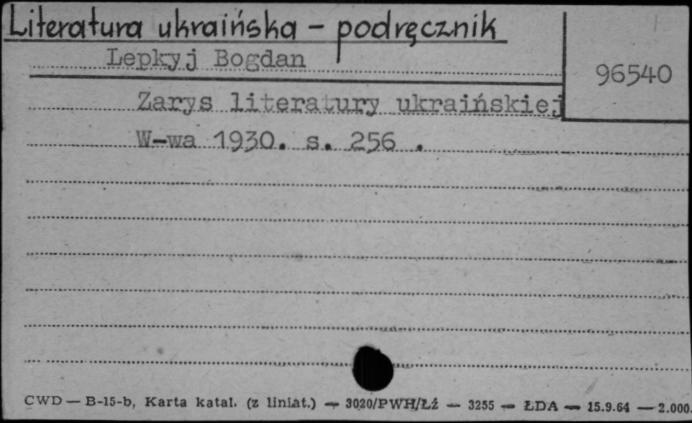 Literatura ukraińska - podręcznik
Lepkyj Bogdan
96540
Zarys literatury ukraińskiej
W-wa 1930. s. 256 .
CWD — B-15-b, Karta katal. (z liniat.) — 3020/PWH/Łź — 3255 — ŁDA — 15.9.64 — 2.000.